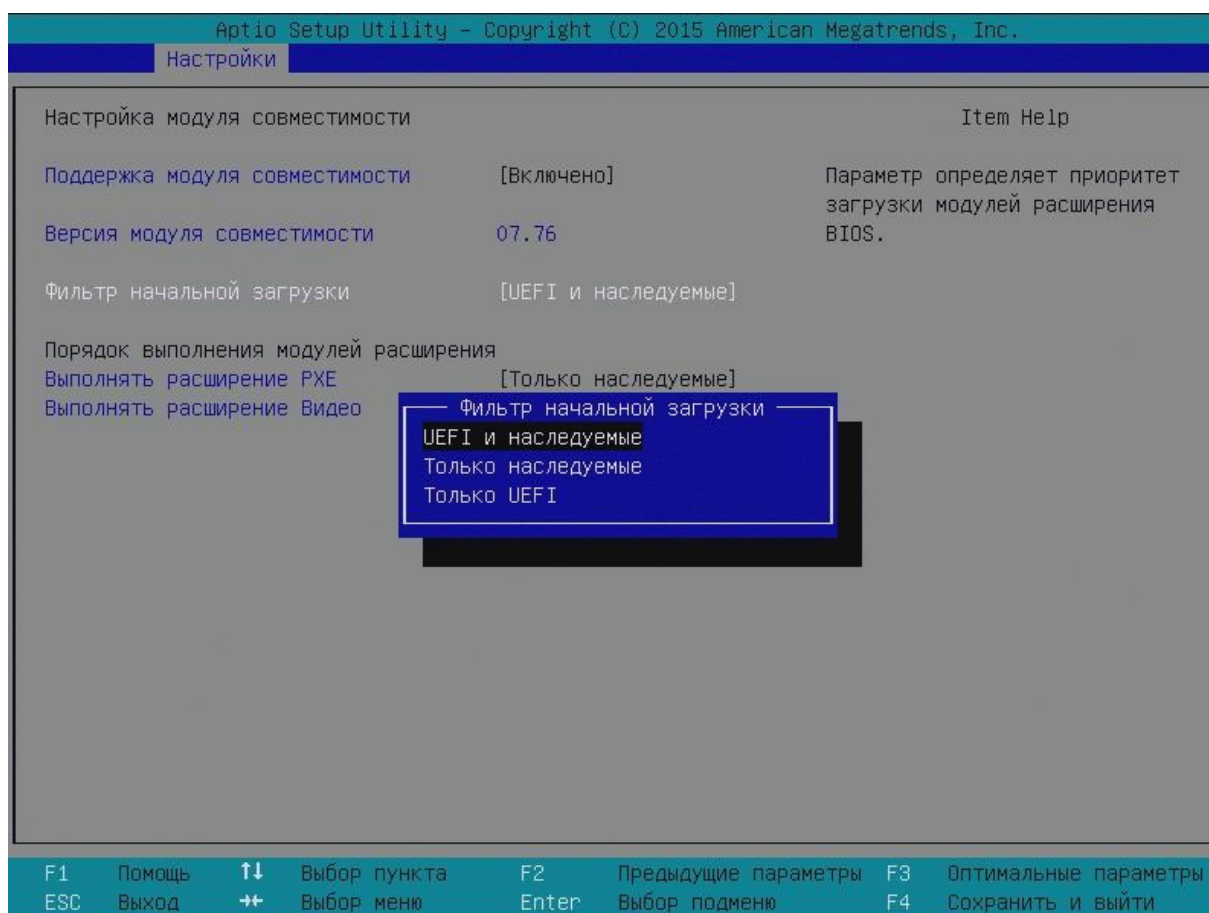 Aptio Setup Utility – Copyright (C) 2015 American Megatrends, Inc.
Настройки
Настройка модуля совместимости
Item Help
Поддержка модуля совместимости [Включено]
Параметр определяет приоритет
загрузки модулей расширения
BIOS.
Версия модуля совместимости 07.76
Фильтр начальной загрузки [UEFI и наследуемые]
Порядок выполнения модулей расширения
Выполнять расширение PXE [Только наследуемые]
Выполнять расширение Видео
Фильтр начальной загрузки
UEFI и наследуемые
Только наследуемые
Только UEFI
F1 Помощь ↑↓ Выбор пункта F2 Предыдущие параметры F3 Оптимальные параметры
ESC Выход →← Выбор меню Enter Выбор подменю F4 Сохранить и выйти